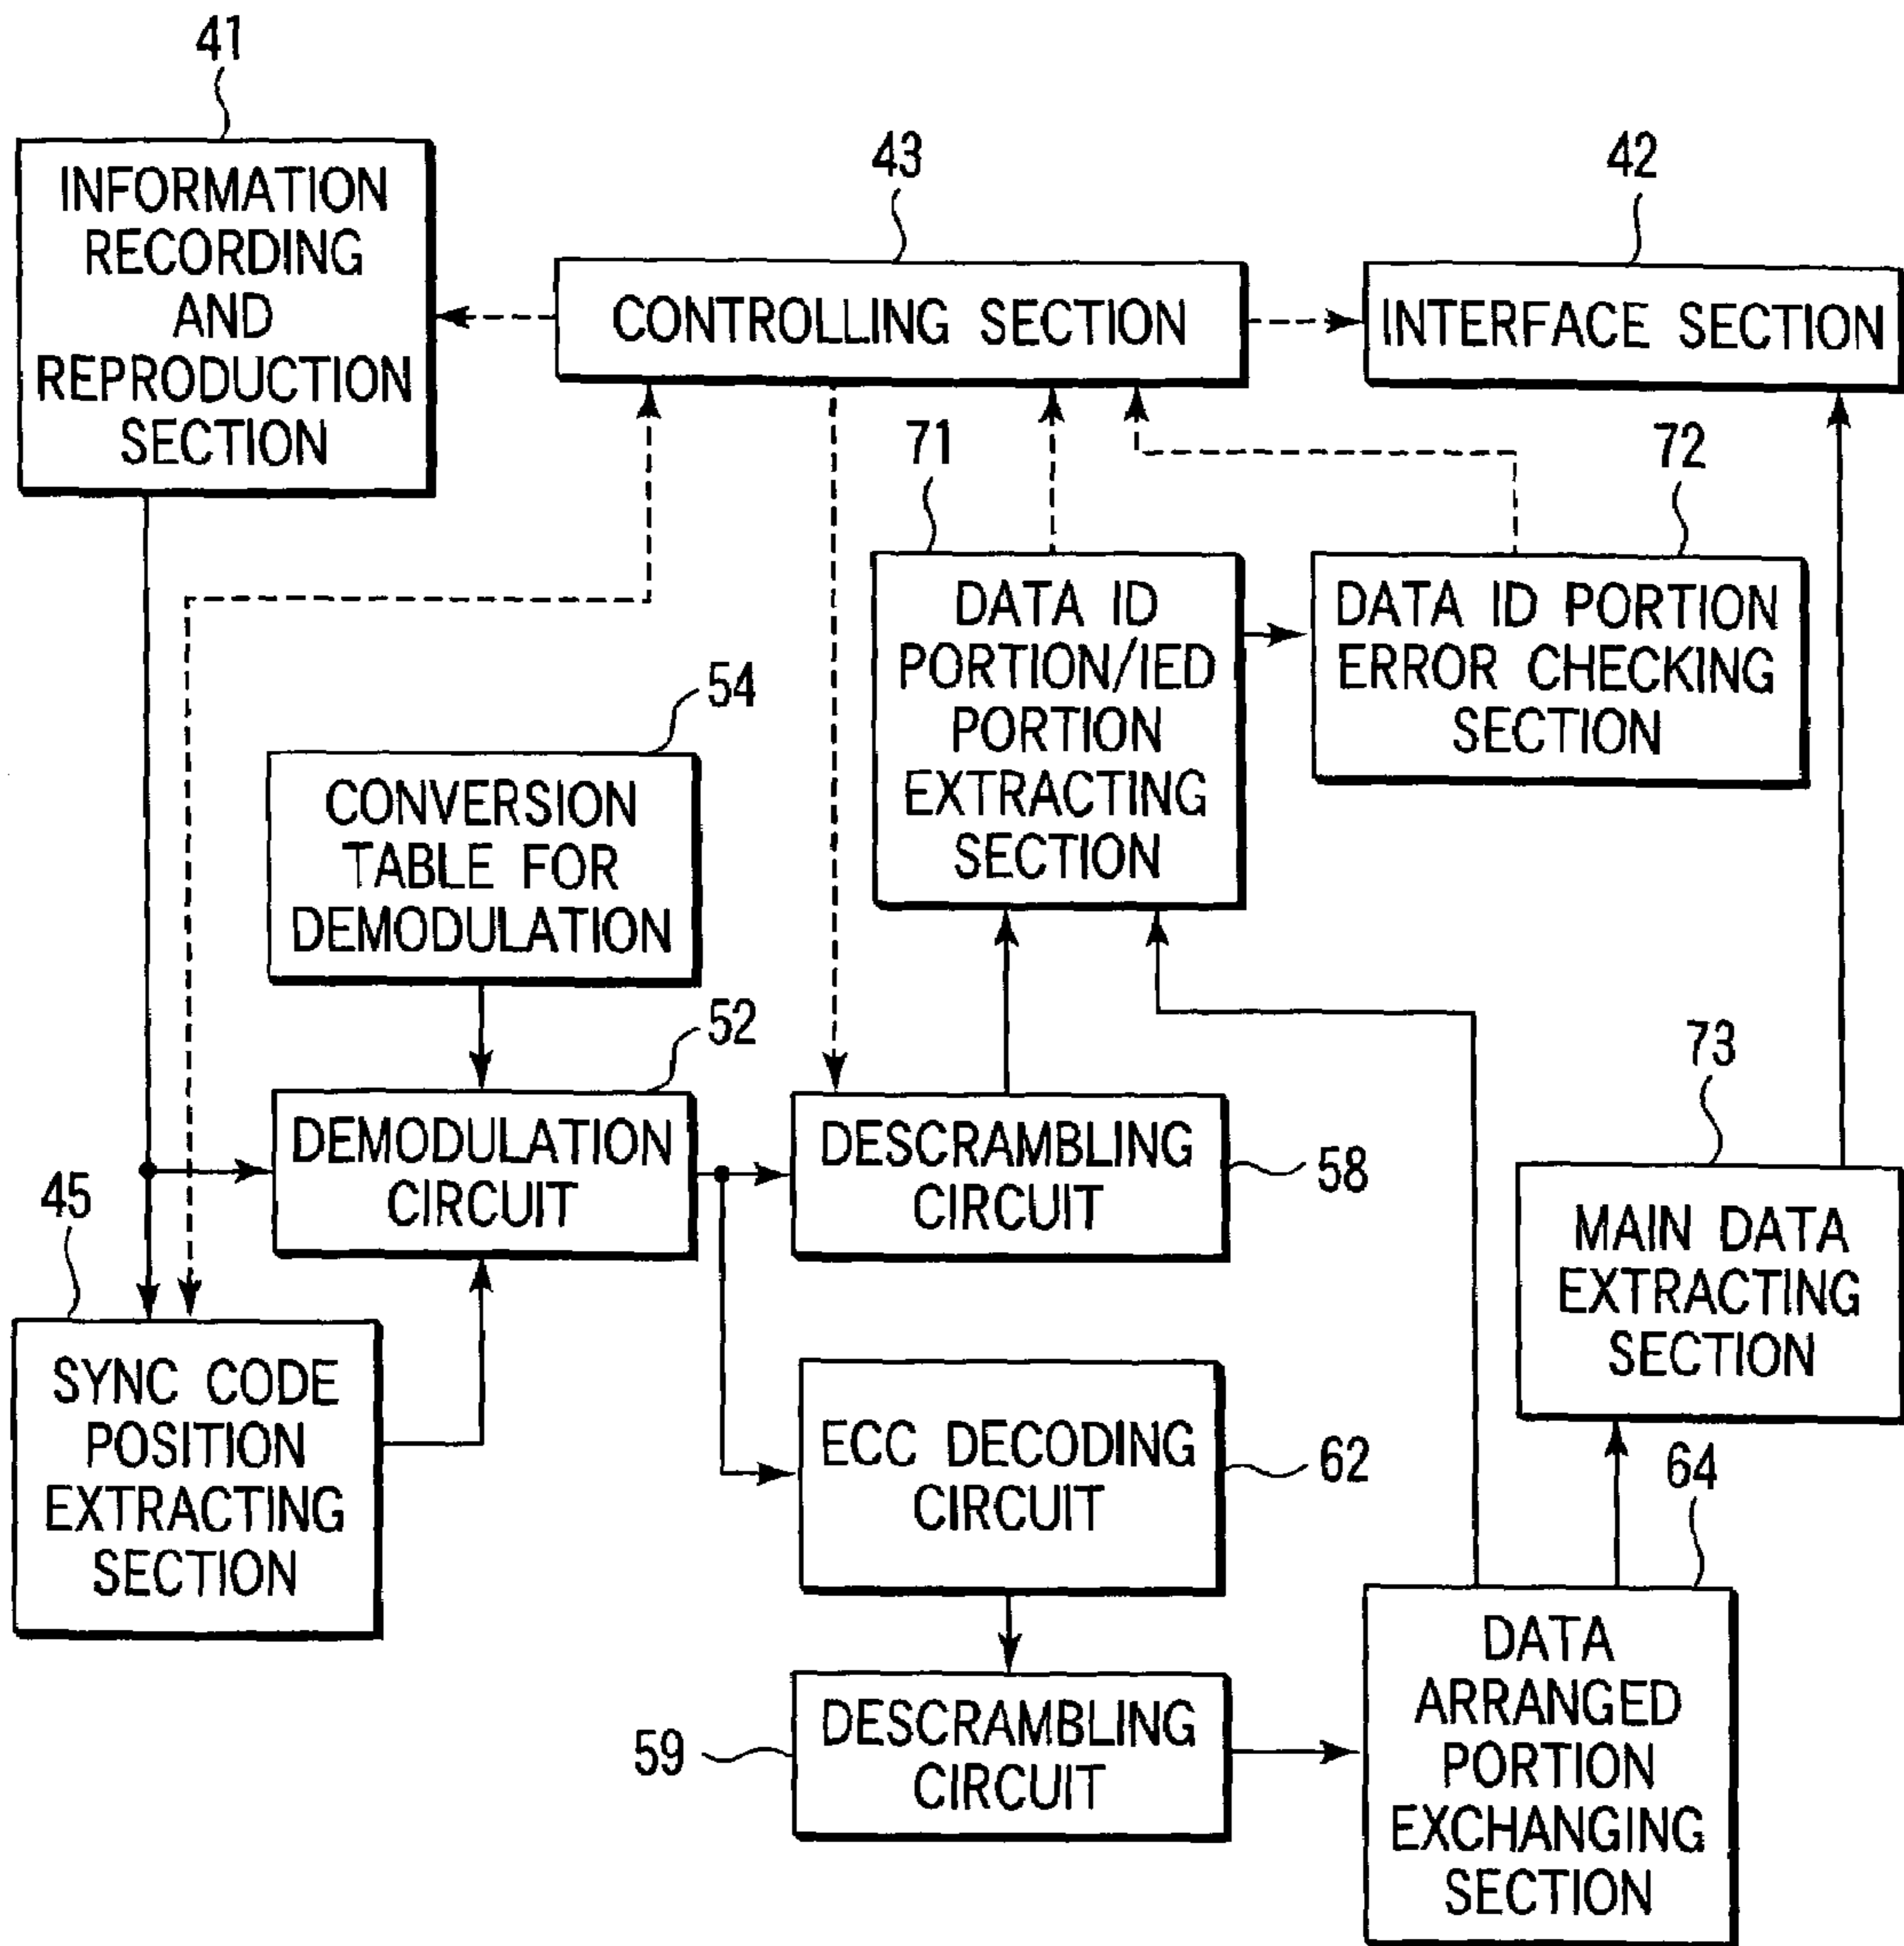 41
INFORMATION
RECORDING
AND
REPRODUCTION
SECTION
43
CONTROLLING SECTION
42
INTERFACE SECTION
71
DATA ID
PORTION/IED
PORTION
EXTRACTING
SECTION
72
DATA ID PORTION
ERROR CHECKING
SECTION
54
CONVERSION
TABLE FOR
DEMODULATION
52
DEMODULATION
CIRCUIT
DESCRAMBLING
CIRCUIT
58
73
MAIN DATA
EXTRACTING
SECTION
45
SYNC CODE
POSITION
EXTRACTING
SECTION
ECC DECODING
CIRCUIT
62
64
DATA
ARRANGED
PORTION
EXCHANGING
SECTION
59
DESCRAMBLING
CIRCUIT